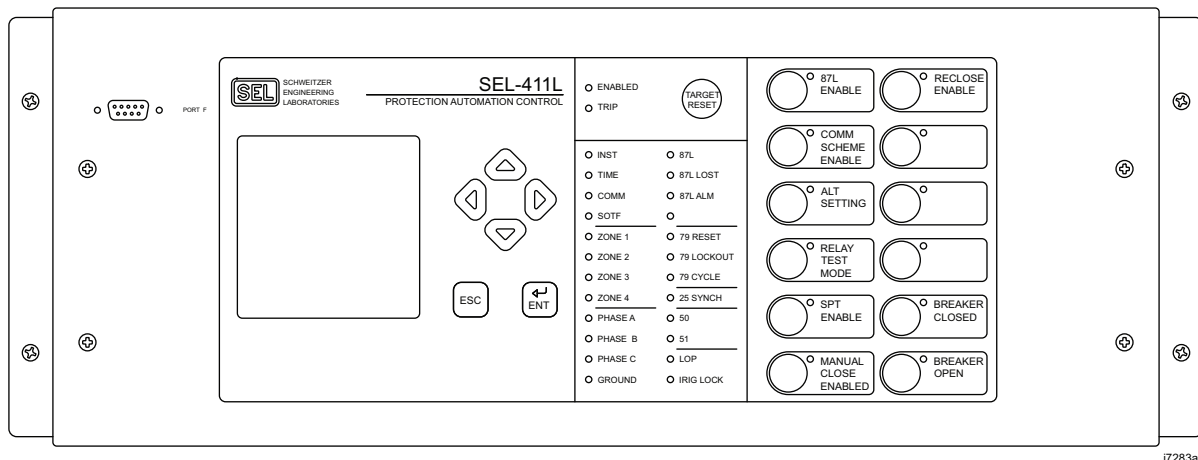 PORT F
SEL
SCHWEITZER
ENGINEERING
LABORATORIES
SEL-411L
PROTECTION AUTOMATION CONTROL
ESC
ENT
ENABLED
TRIP
TARGET
RESET
INST
TIME
COMM
SOTF
ZONE 1
ZONE 2
ZONE 3
ZONE 4
PHASE A
PHASE B
PHASE C
GROUND
87L
87L LOST
87L ALM
79 RESET
79 LOCKOUT
79 CYCLE
25 SYNCH
50
51
LOP
IRIG LOCK
87L
ENABLE
COMM
SCHEME
ENABLE
ALT
SETTING
RELAY
TEST
MODE
SPT
ENABLE
MANUAL
CLOSE
ENABLED
RECLOSE
ENABLE
BREAKER
CLOSED
BREAKER
OPEN
i7283a